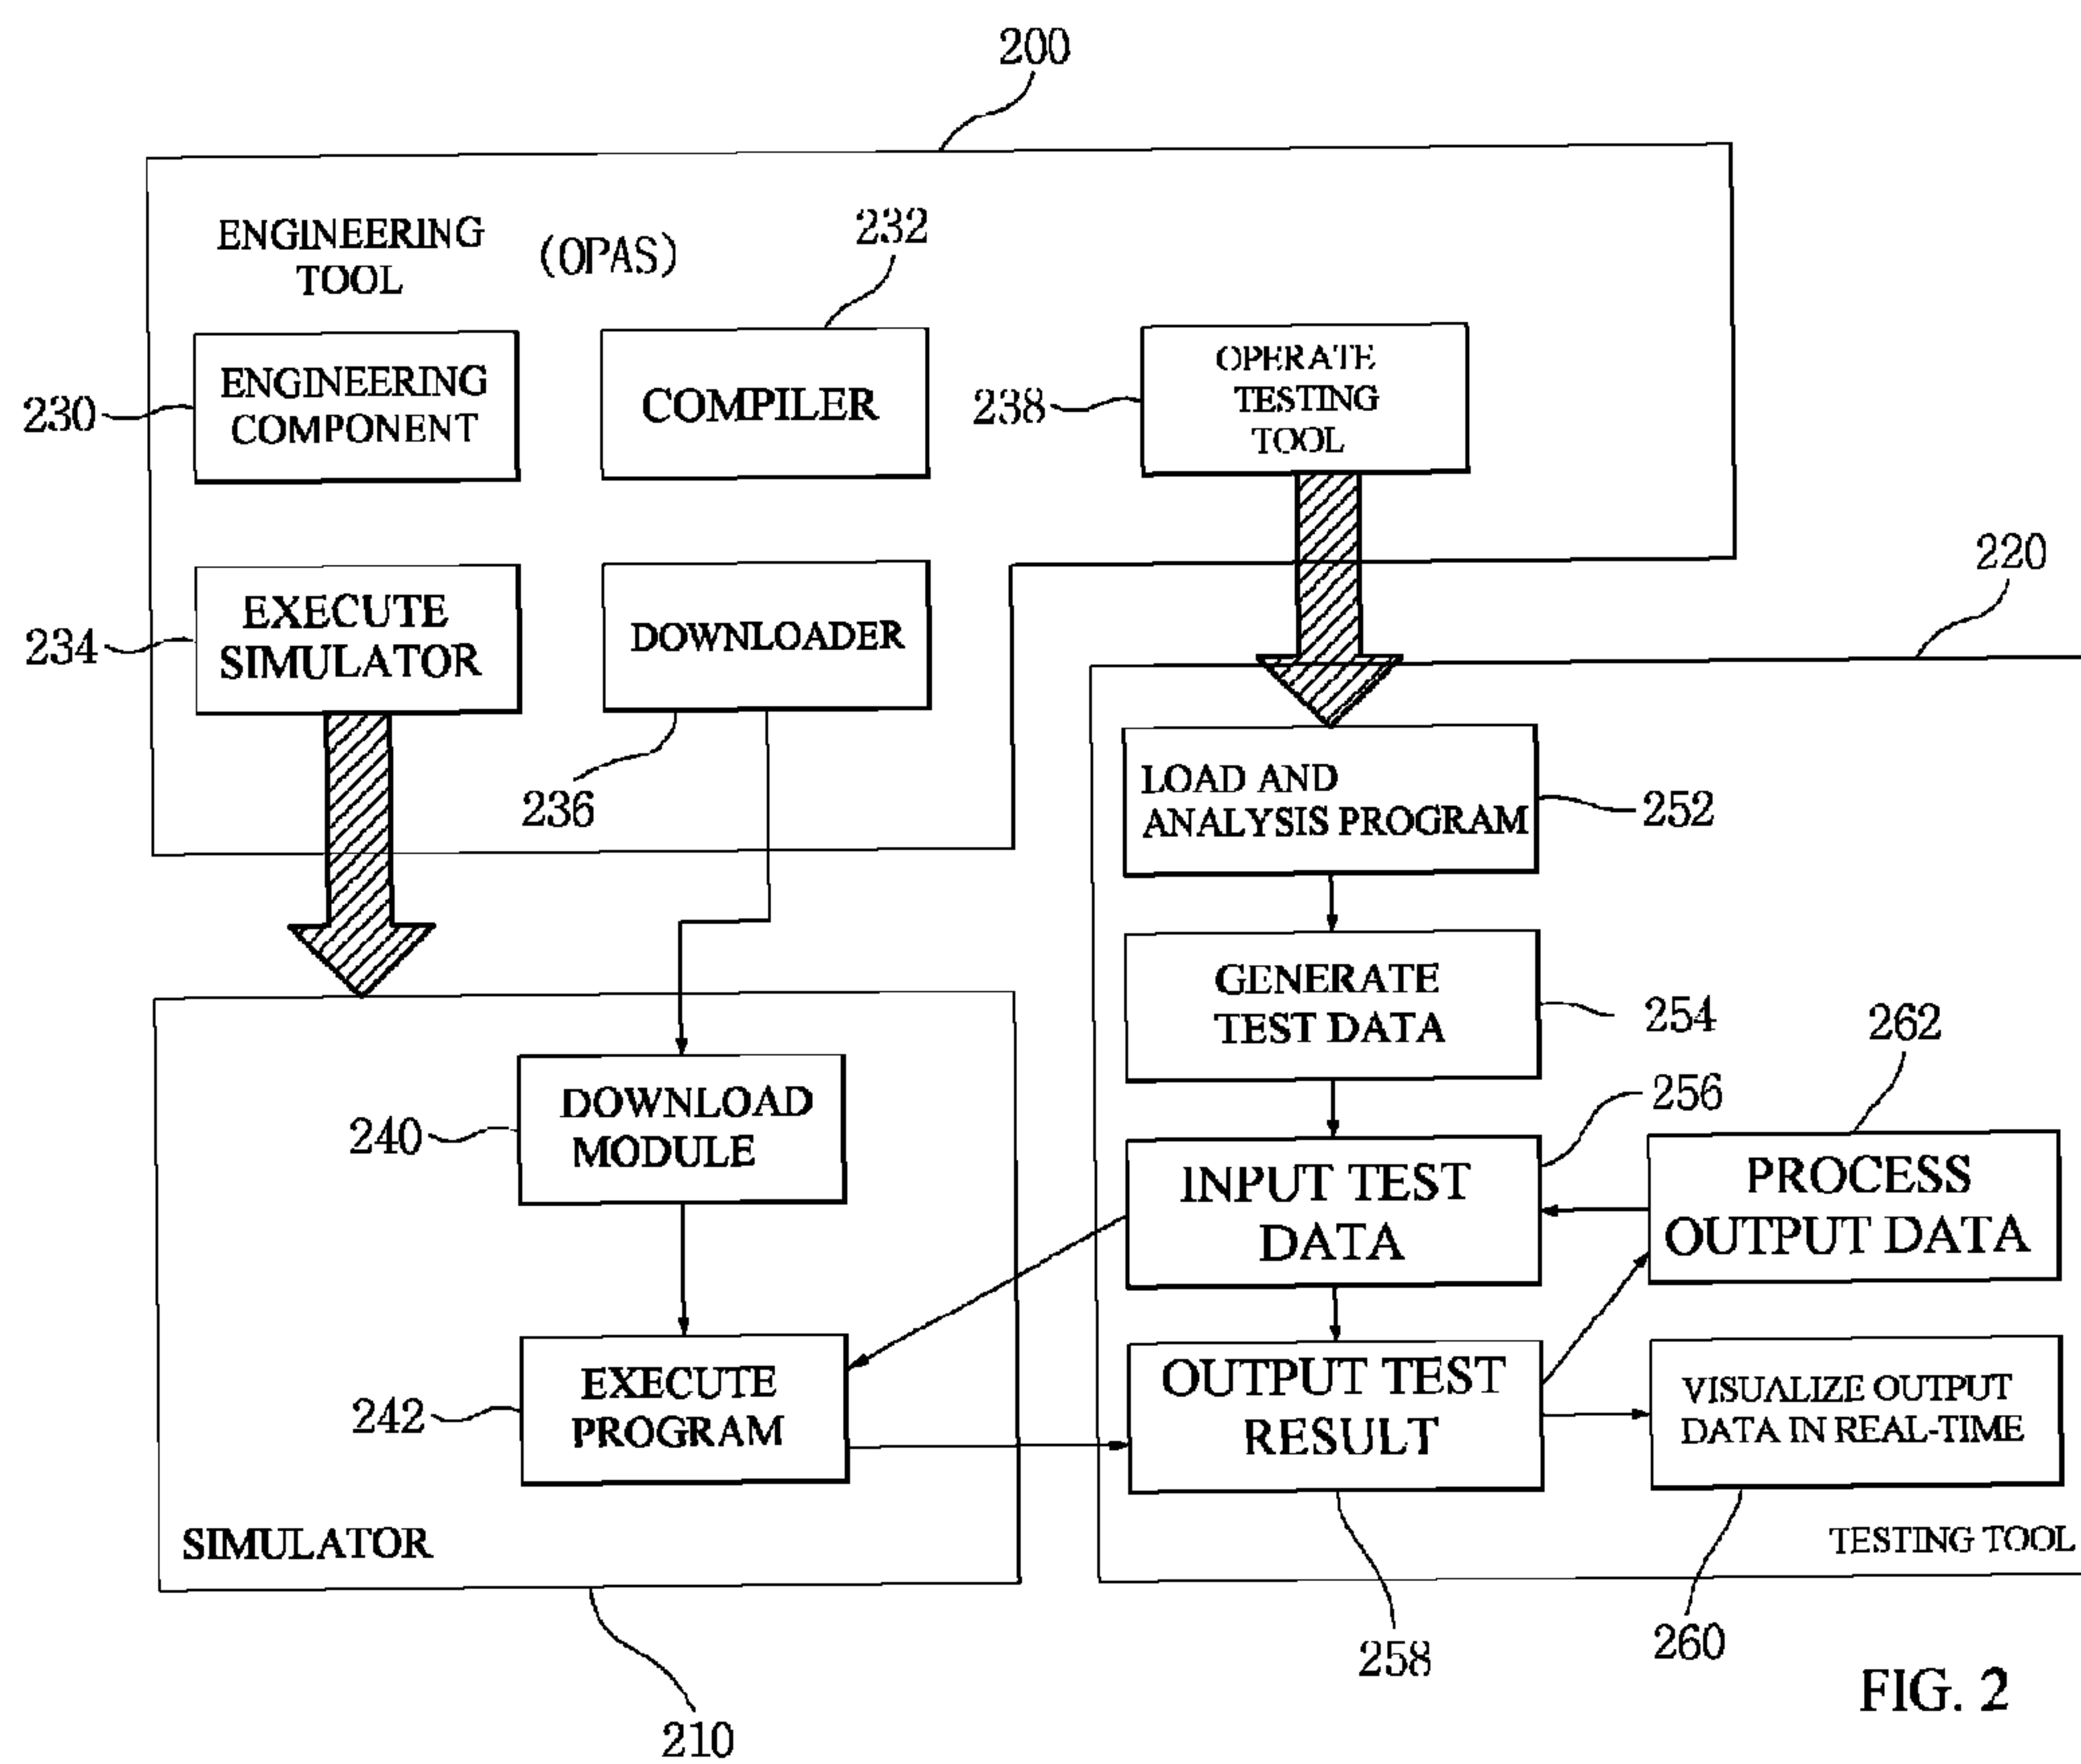 200
ENGINEERING
TOOL
(OPAS)
232
230
ENGINEERING
COMPONENT
COMPILER
238
OPERATE
TESTING
TOOL
220
234
EXECUTE
SIMULATOR
DOWNLOADER
236
LOAD AND
ANALYSIS PROGRAM
252
GENERATE
TEST DATA
254
262
256
240
DOWNLOAD
MODULE
INPUT TEST
DATA
PROCESS
OUTPUT DATA
242
EXECUTE
PROGRAM
OUTPUT TEST
RESULT
VISUALIZE OUTPUT
DATA IN REAL-TIME
SIMULATOR
TESTING TOOL
258
260
210
FIG. 2